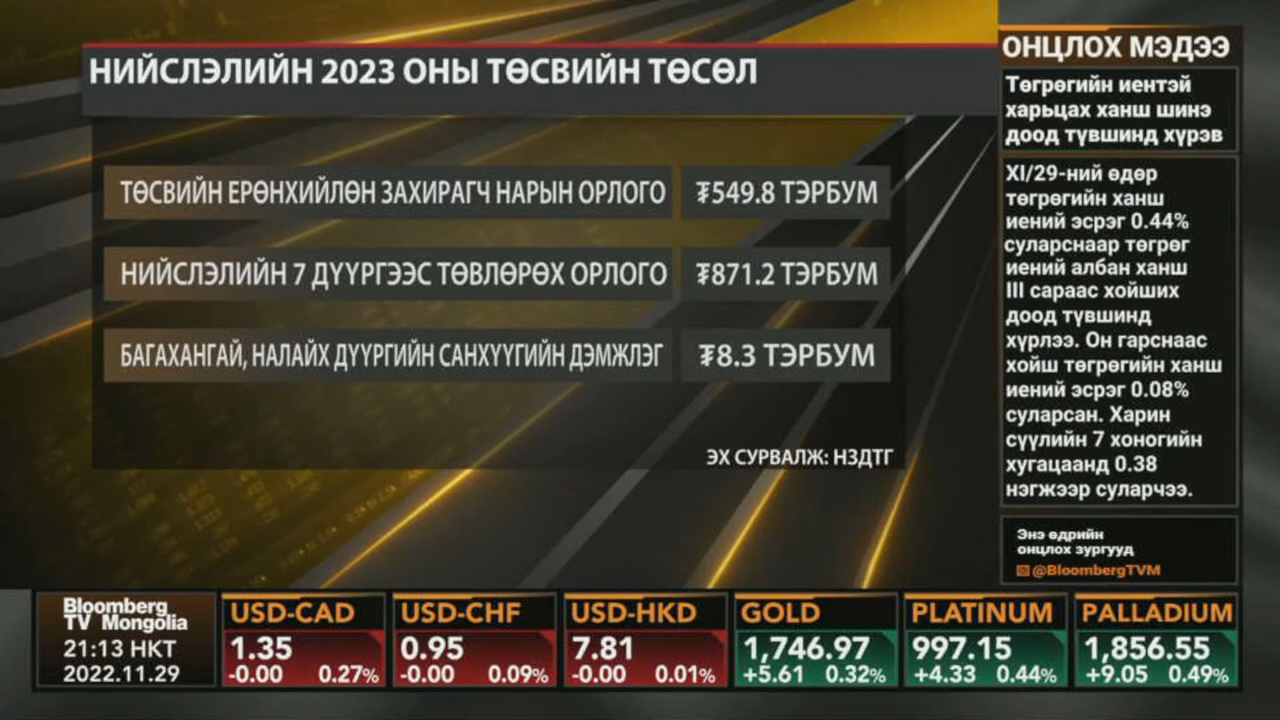 НИЙСЛЭЛИЙН 2023 ОНЫ ТӨСВИЙН ТӨСӨЛ
ТӨСВИЙН ЕРӨНХИЙЛӨН ЗАХИРАГЧ НАРЫН ОРЛОГО ₮549.8 ТЭРБУМ
НИЙСЛЭЛИЙН 7 ДҮҮРГЭЭС ТӨВЛӨРӨХ ОРЛОГО ₮871.2 ТЭРБУМ
БАГАХАНГАЙ, НАЛАЙХ ДҮҮРГИЙН САНХҮҮГИЙН ДЭМЖЛЭГ ₮8.3 ТЭРБУМ
ЭХ СУРВАЛЖ: НЗДТГ
ОНЦЛОХ МЭДЭЭ
Төгрөгийн иентэй
харьцах ханш шинэ
доод түвшинд хүрэв
XI/29-ний өдөр
төгрөгийн ханш
иений эсрэг 0.44%
суларснаар төгрөг
иений албан ханш
III сараас хойших
доод түвшинд
хүрлээ. Он гарснаас
хойш төгрөгийн ханш
иений эсрэг 0.08%
суларсан. Харин
сүүлийн 7 хоногийн
хугацаанд 0.38
нэгжээр суларчээ.
Энэ өдрийн
онцлох зургууд
@BloombergTVM
Bloomberg
TV Mongolia
21:13 HKT
2022.11.29
USD-CAD
1.35
-0.00 0.27%
USD-CHF
0.95
-0.00 0.09%
USD-HKD
7.81
-0.00 0.01%
GOLD
1,746.97
+5.61 0.32%
PLATINUM
997.15
+4.33 0.44%
PALLADIUM
1,856.55
+9.05 0.49%